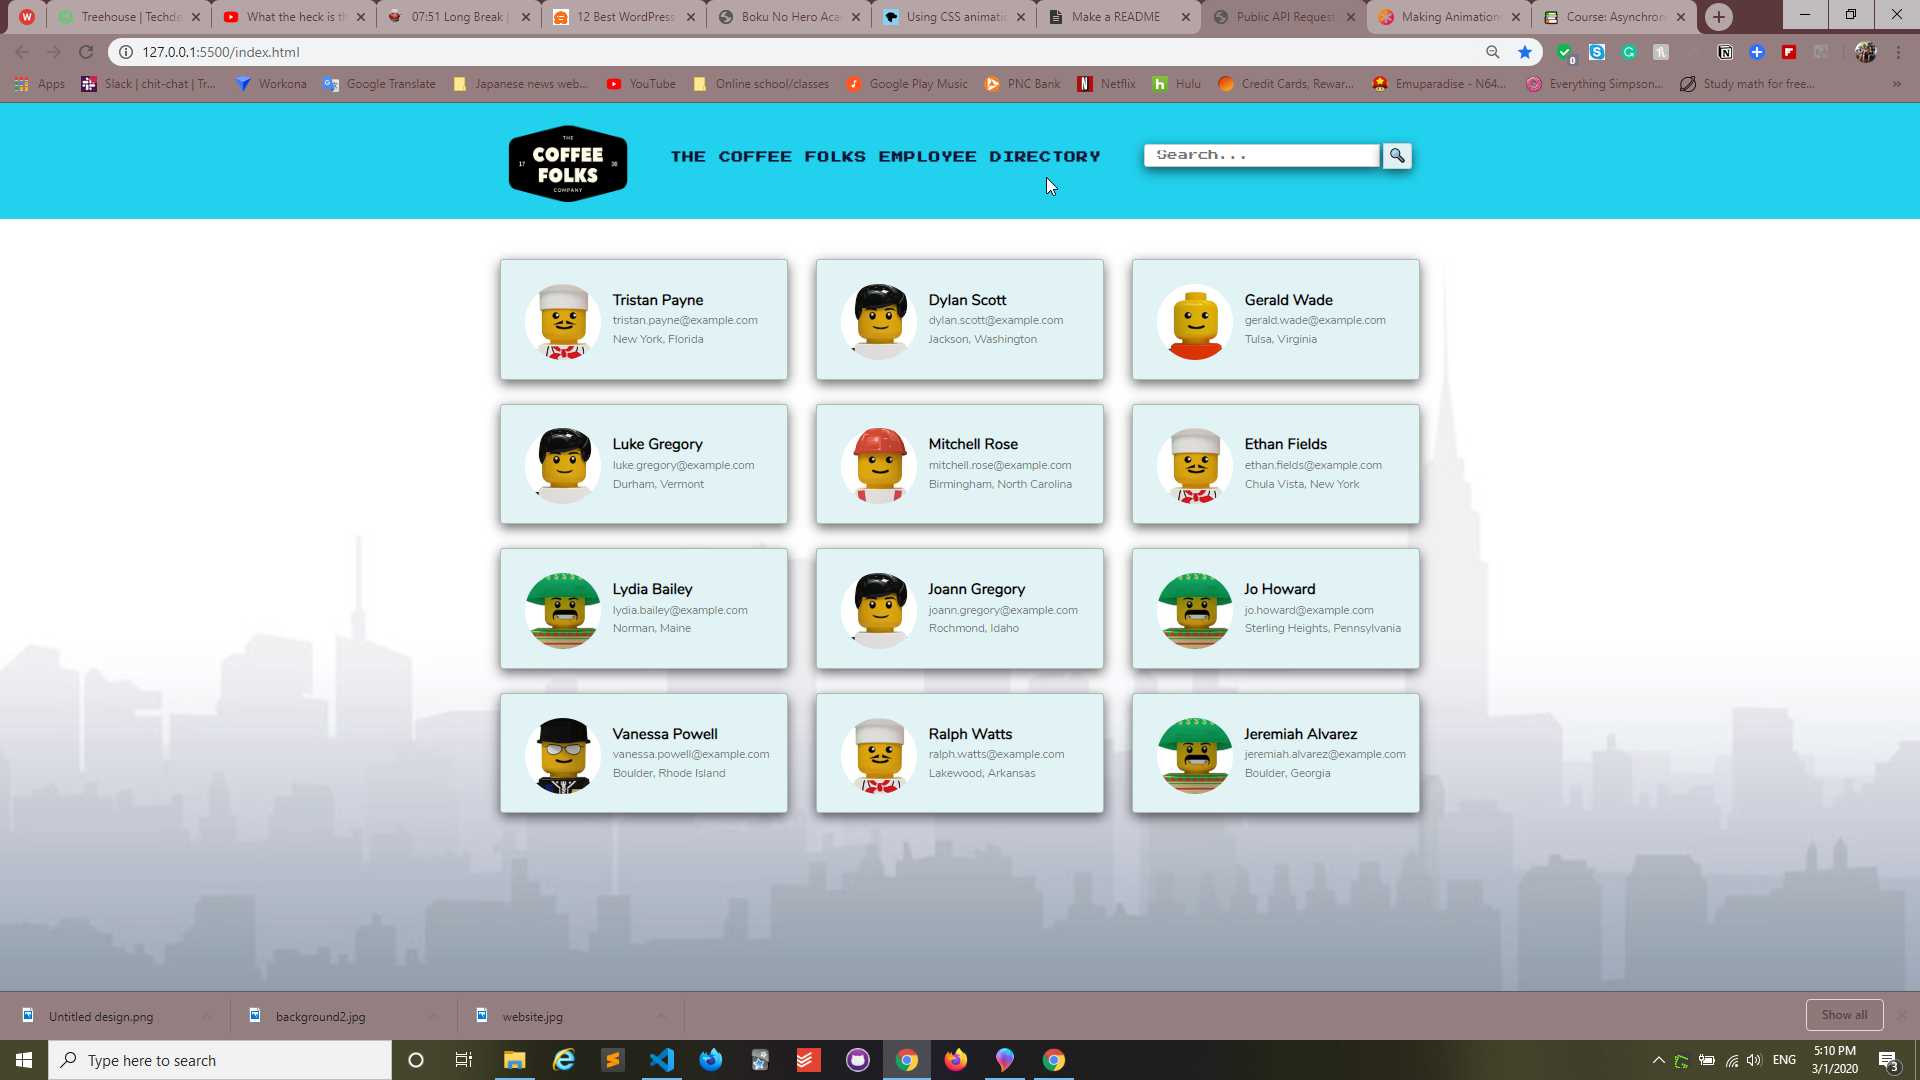 Treehouse | Techde
What the heck is th
07:51 Long Break |
12 Best WordPress
Boku No Hero Aca
Using CSS animatio
Make a README
Public API Request
Making Animations
Course: Asynchron
127.0.0.1:5500/index.html
0
Apps
Slack | chit-chat | Tr...
Workona
Google Translate
Japanese news web...
YouTube
Online school/classes
Google Play Music
PNC Bank
Netflix
Hulu
Credit Cards, Rewar...
Emuparadise - N64...
Everything Simpson...
Study math for free...
»
THE
17 COFFEE 38
FOLKS
COMPANY
THE COFFEE FOLKS EMPLOYEE DIRECTORY
Search...
Tristan Payne
tristan.payne@example.com
New York, Florida
Dylan Scott
dylan.scott@example.com
Jackson, Washington
Gerald Wade
gerald.wade@example.com
Tulsa, Virginia
Luke Gregory
luke.gregory@example.com
Durham, Vermont
Mitchell Rose
mitchell.rose@example.com
Birmingham, North Carolina
Ethan Fields
ethan.fields@example.com
Chula Vista, New York
Lydia Bailey
lydia.bailey@example.com
Norman, Maine
Joann Gregory
joann.gregory@example.com
Rochmond, Idaho
Jo Howard
jo.howard@example.com
Sterling Heights, Pennsylvania
Vanessa Powell
vanessa.powell@example.com
Boulder, Rhode Island
Ralph Watts
ralph.watts@example.com
Lakewood, Arkansas
Jeremiah Alvarez
jeremiah.alvarez@example.com
Boulder, Georgia
Untitled design.png
background2.jpg
website.jpg
Show all
Type here to search
ENG
5:10 PM
3/1/2020
3